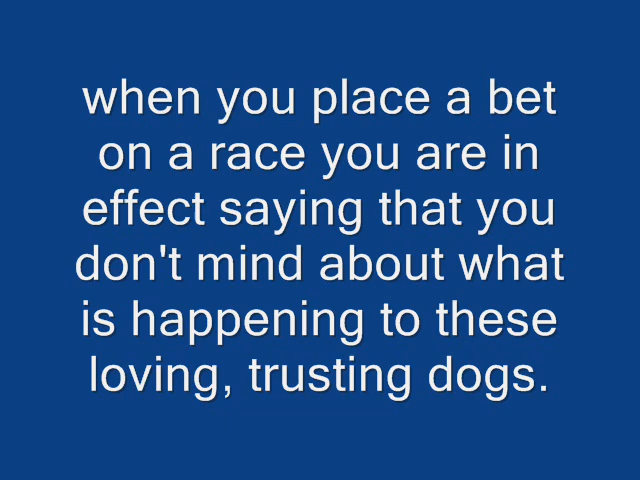 when you place a bet
on a race you are in
effect saying that you
don't mind about what
is happening to these
loving, trusting dogs.